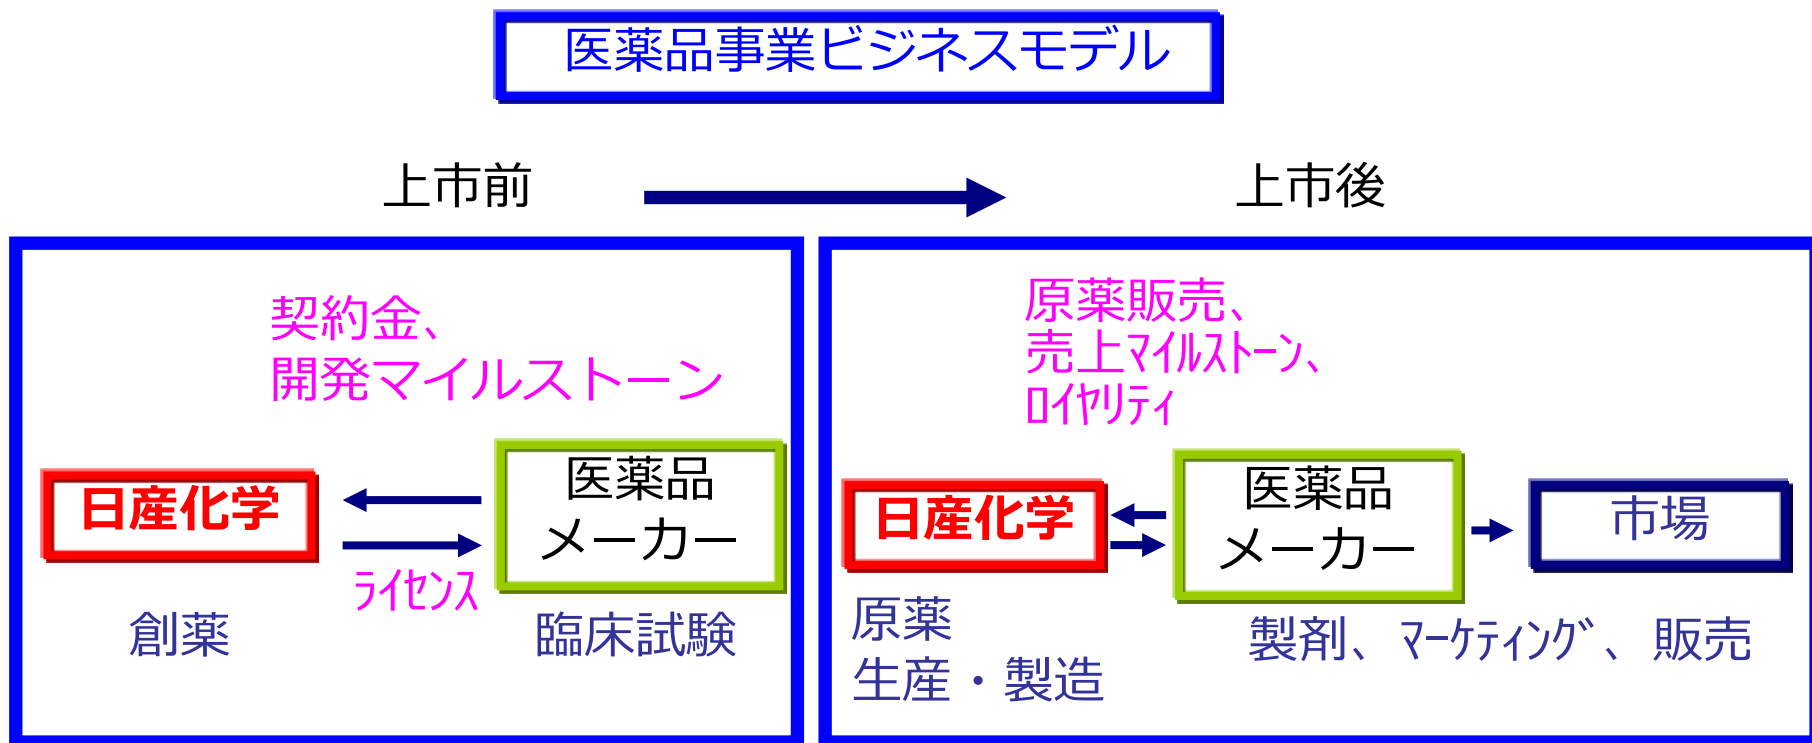 医薬品事業ビジネスモデル
上市前
上市後
契約金、
開発マイルストーン
日産化学
医薬品
メーカー
ﾗｲｾﾝｽ
創薬
臨床試験
原薬販売、
売上ﾏｲﾙｽﾄｰﾝ、
ﾛｲﾔﾘﾃｨ
日産化学
医薬品
メーカー
市場
原薬
生産・製造
製剤、ﾏｰｹﾃｨﾝｸﾞ、販売